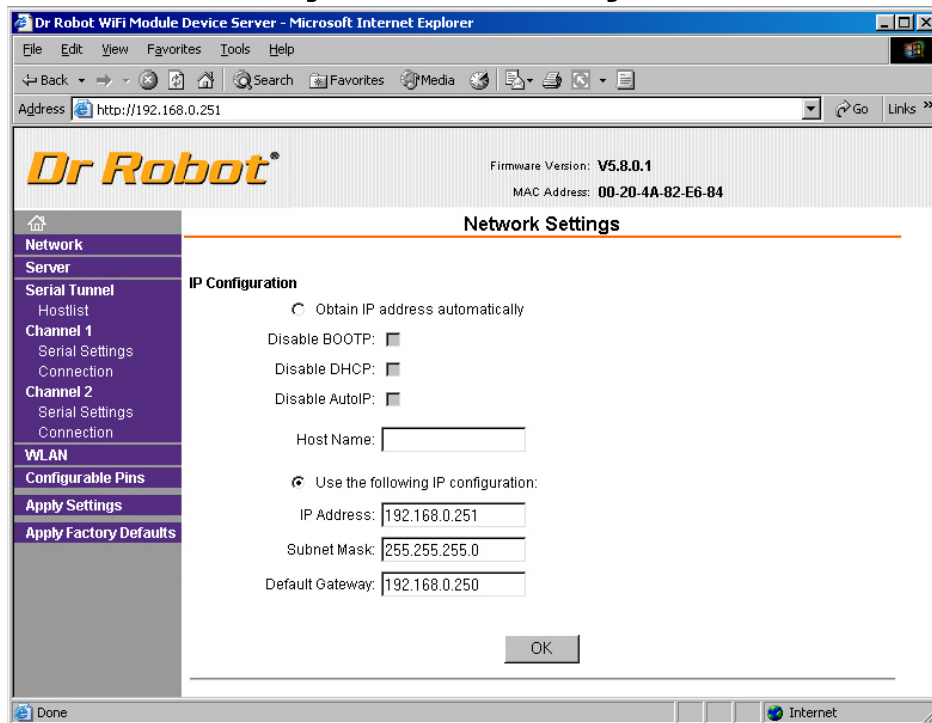 Dr Robot WiFi Module Device Server - Microsoft Internet Explorer
File Edit View Favorites Tools Help
Back Search Favorites Media
Address http://192.168.0.251 Go Links »
Dr Robot®
Firmware Version: V5.8.0.1
MAC Address: 00-20-4A-82-E6-84
Network Settings
Network
Server
Serial Tunnel
Hostlist
Channel 1
Serial Settings
Connection
Channel 2
Serial Settings
Connection
WLAN
Configurable Pins
Apply Settings
Apply Factory Defaults
IP Configuration
Obtain IP address automatically
Disable BOOTP:
Disable DHCP:
Disable AutoIP:
Host Name:
Use the following IP configuration:
IP Address: 192.168.0.251
Subnet Mask: 255.255.255.0
Default Gateway: 192.168.0.250
OK
Done Internet